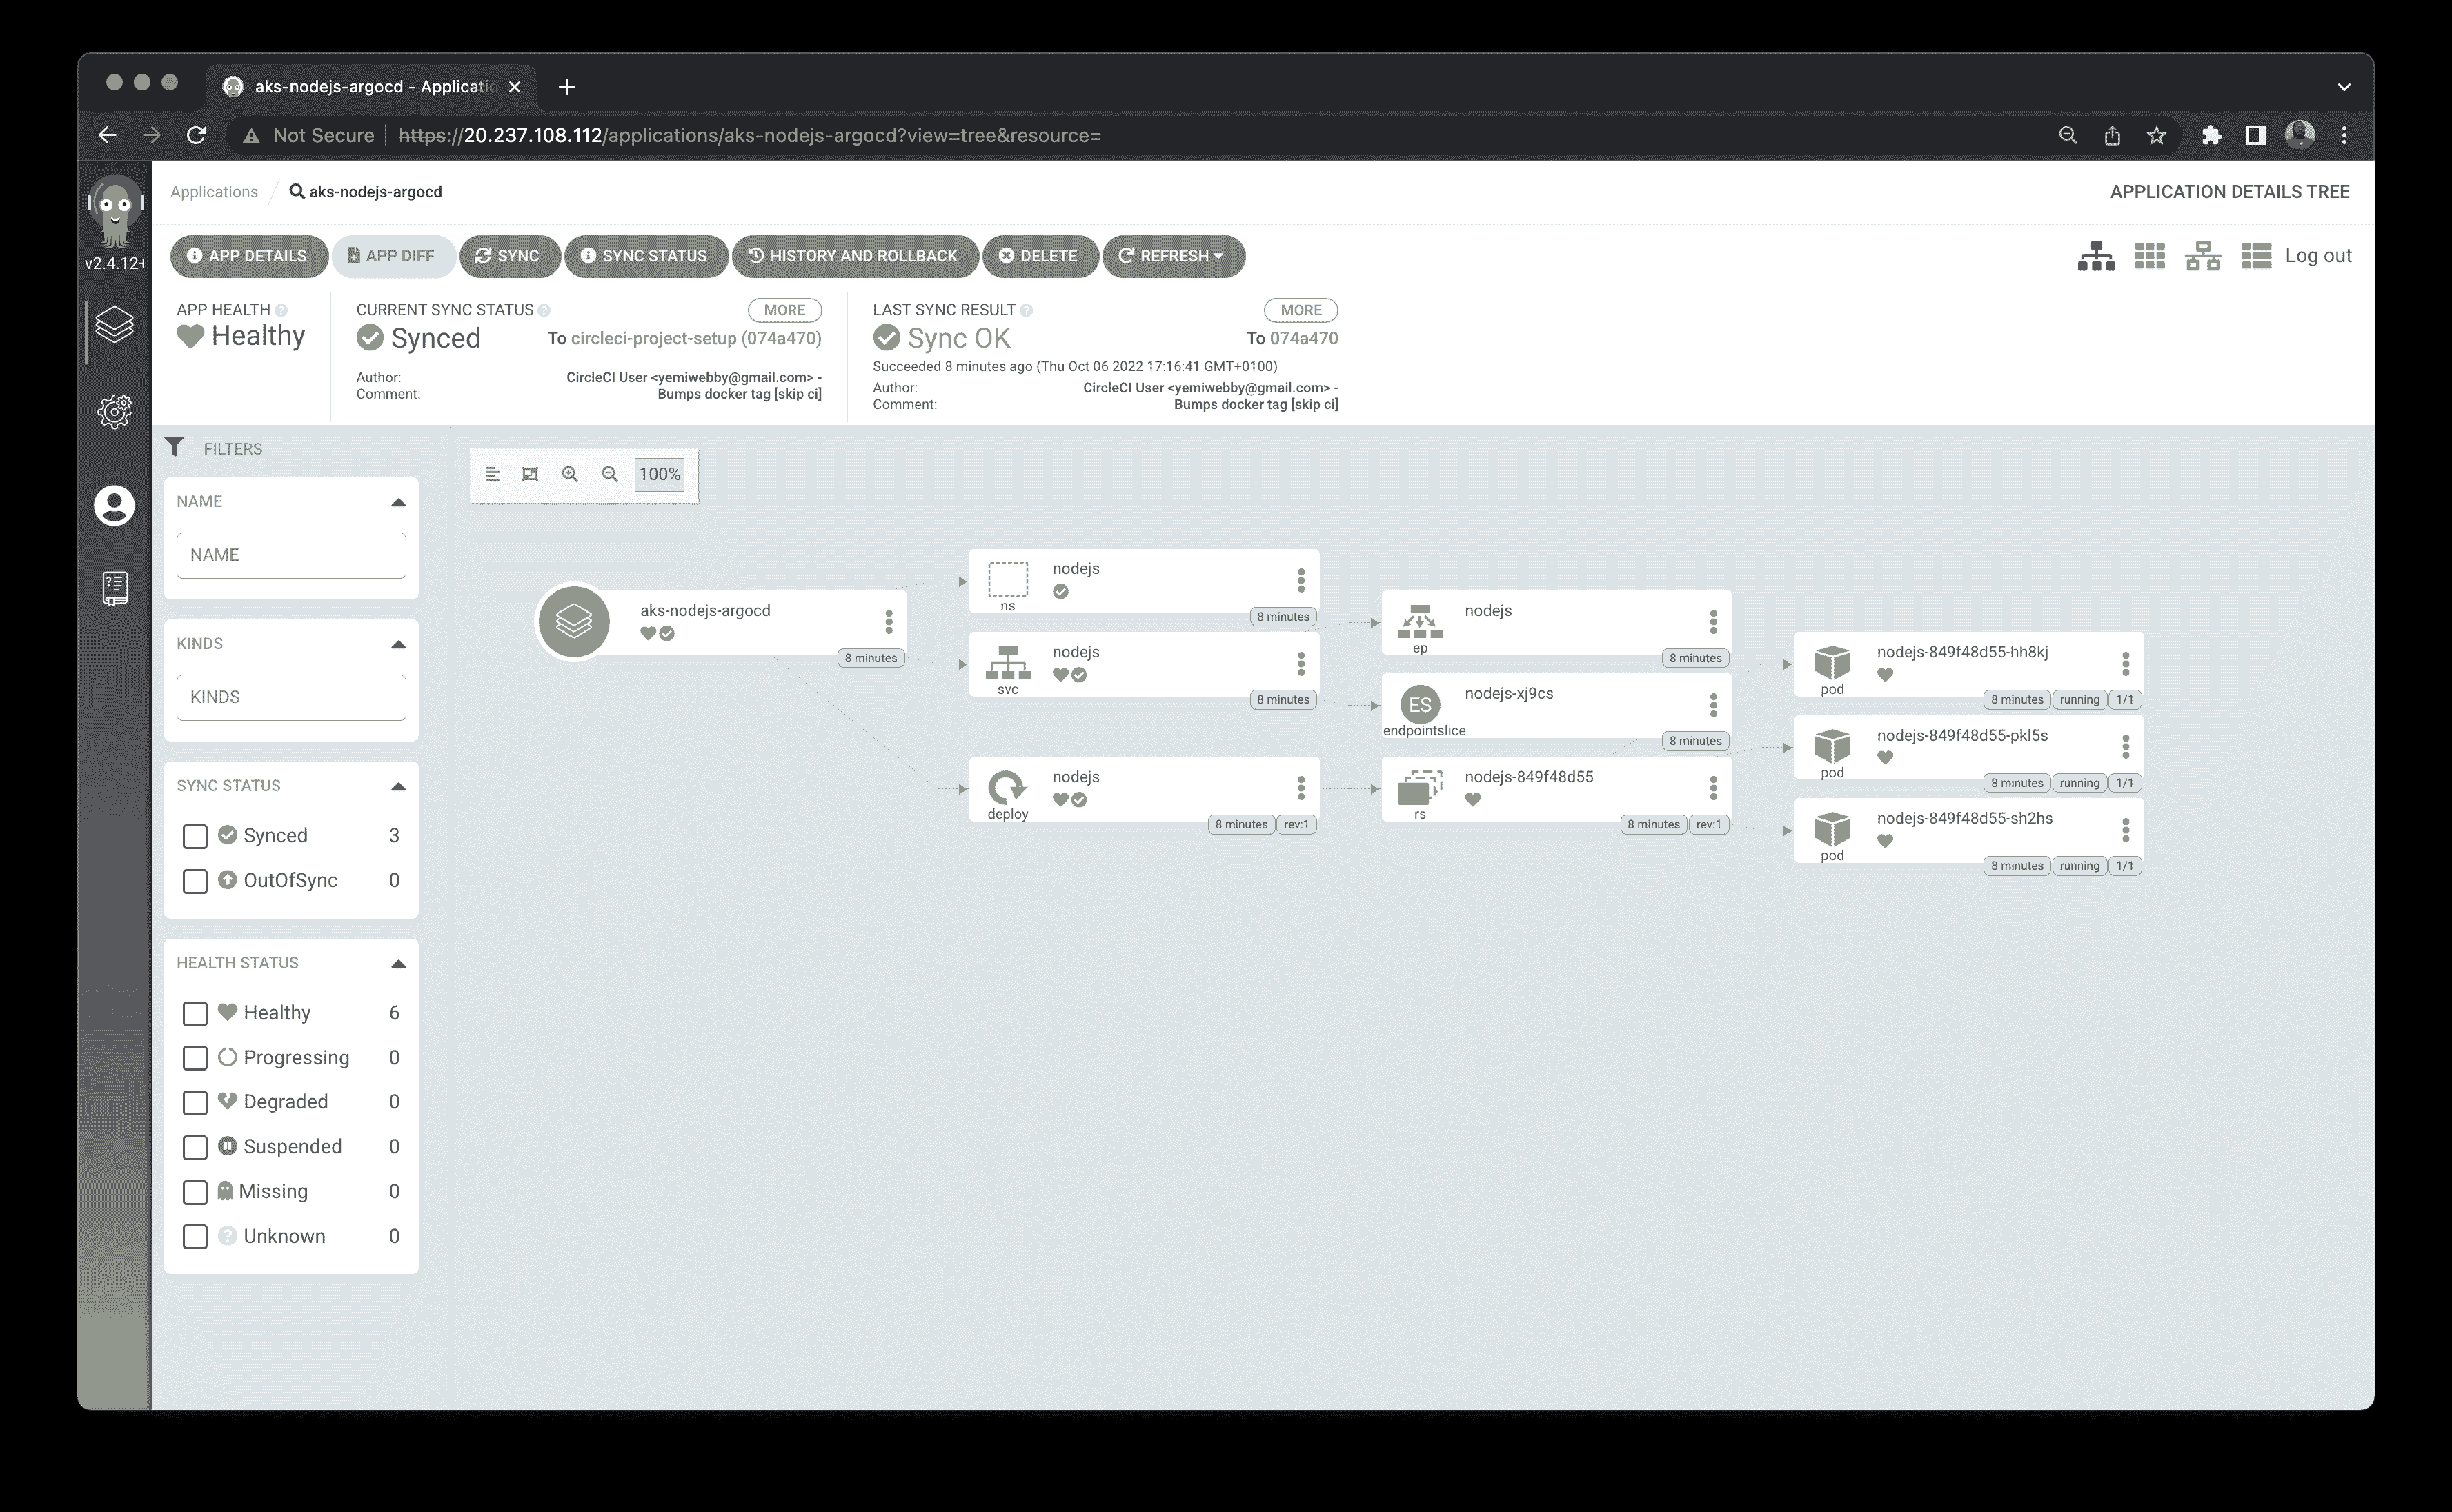 aks-nodejs-argocd - Applicatio
Not Secure https://20.237.108.112/applications/aks-nodejs-argocd?view=tree&resource=
v2.4.12+
Applications / aks-nodejs-argocd
APPLICATION DETAILS TREE
APP DETAILS APP DIFF SYNC SYNC STATUS HISTORY AND ROLLBACK DELETE REFRESH
Log out
APP HEALTH
Healthy
CURRENT SYNC STATUS
MORE
Synced
To circleci-project-setup (074a470)
Author: CircleCI User <yemiwebby@gmail.com> -
Comment: Bumps docker tag [skip ci]
LAST SYNC RESULT
MORE
Sync OK
To 074a470
Succeeded 8 minutes ago (Thu Oct 06 2022 17:16:41 GMT+0100)
Author: CircleCI User <yemiwebby@gmail.com> -
Comment: Bumps docker tag [skip ci]
FILTERS
NAME
NAME
KINDS
KINDS
SYNC STATUS
Synced 3
OutOfSync 0
HEALTH STATUS
Healthy 6
Progressing 0
Degraded 0
Suspended 0
Missing 0
Unknown 0
100%
aks-nodejs-argocd
8 minutes
nodejs
ns
8 minutes
nodejs
svc
8 minutes
nodejs
deploy
8 minutes rev:1
nodejs
ep
8 minutes
ES
nodejs-xj9cs
endpointslice
8 minutes
nodejs-849f48d55
rs
8 minutes rev:1
nodejs-849f48d55-hh8kj
pod
8 minutes running 1/1
nodejs-849f48d55-pkl5s
pod
8 minutes running 1/1
nodejs-849f48d55-sh2hs
pod
8 minutes running 1/1